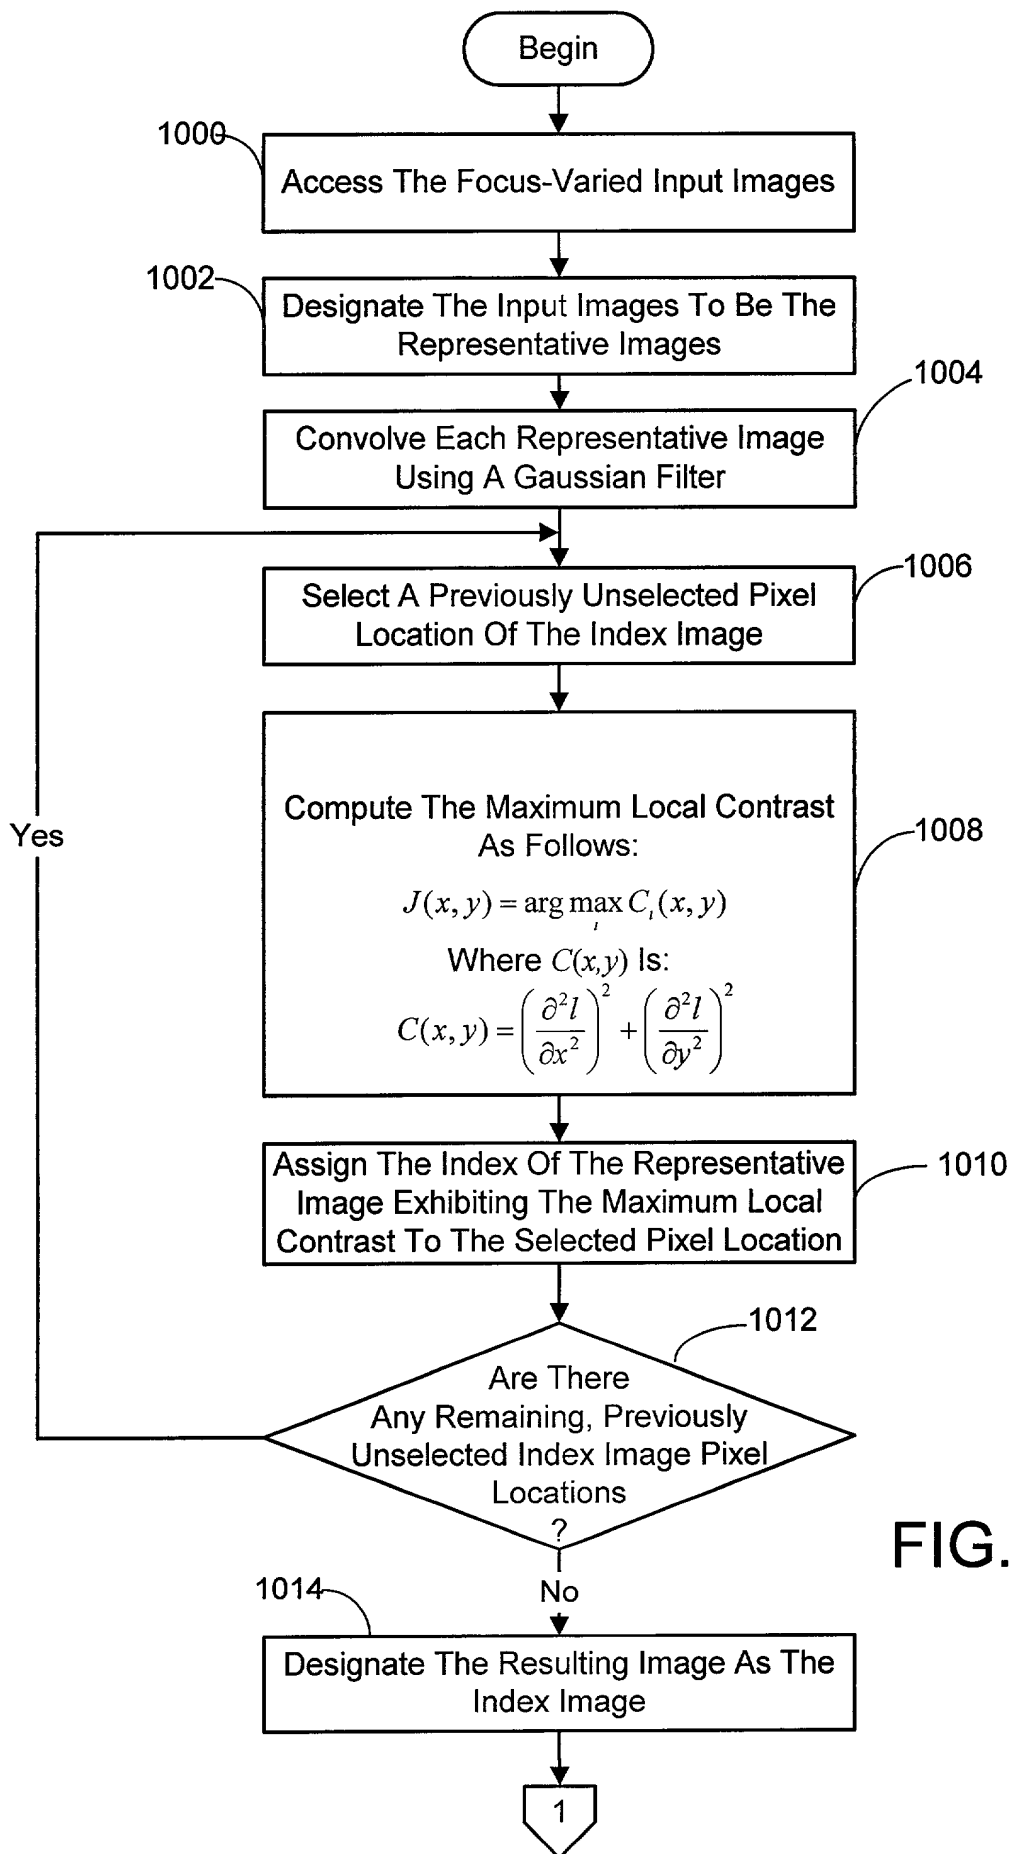 Begin
1000
Access The Focus-Varied Input Images
1002
Designate The Input Images To Be The
Representative Images
1004
Convolve Each Representative Image
Using A Gaussian Filter
1006
Select A Previously Unselected Pixel
Location Of The Index Image
Compute The Maximum Local Contrast
As Follows:
J(x, y) = arg max C_i(x, y)
i
Where C(x,y) Is:
C(x, y) = (∂²l/∂x²)² + (∂²l/∂y²)²
1008
Yes
Assign The Index Of The Representative
Image Exhibiting The Maximum Local
Contrast To The Selected Pixel Location
1010
1012
Are There
Any Remaining, Previously
Unselected Index Image Pixel
Locations
?
FIG.
No
1014
Designate The Resulting Image As The
Index Image
1